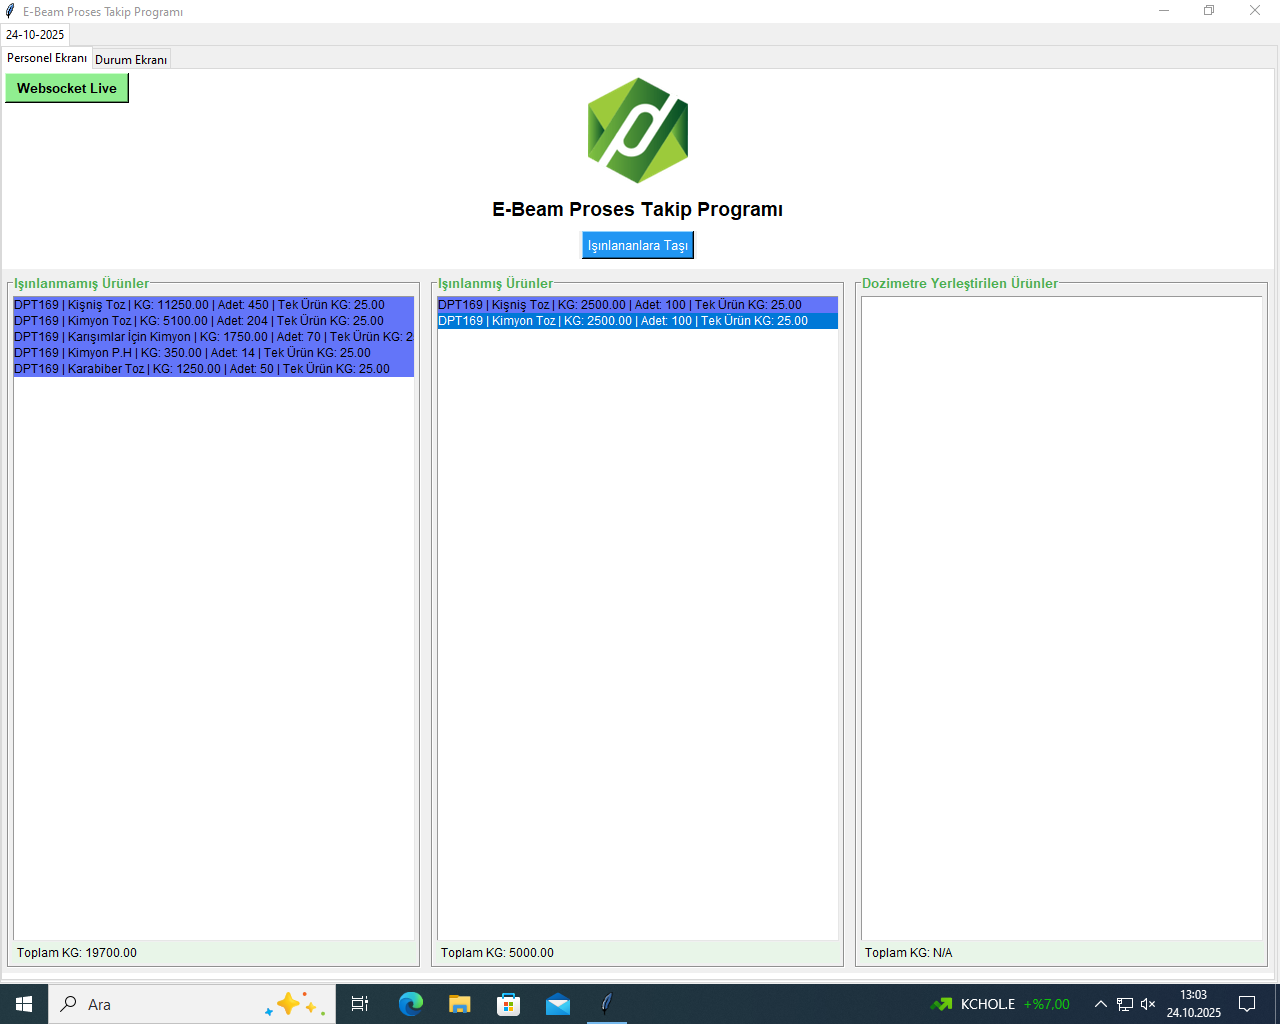 E-Beam Proses Takip Programı
24-10-2025
Personel Ekranı
Durum Ekranı
Websocket Live
E-Beam Proses Takip Programı
Işınlananlara Taşı
Işınlanmamış Ürünler
DPT169 | Kişniş Toz | KG: 11250.00 | Adet: 450 | Tek Ürün KG: 25.00
DPT169 | Kimyon Toz | KG: 5100.00 | Adet: 204 | Tek Ürün KG: 25.00
DPT169 | Karışımlar İçin Kimyon | KG: 1750.00 | Adet: 70 | Tek Ürün KG: 2
DPT169 | Kimyon P.H | KG: 350.00 | Adet: 14 | Tek Ürün KG: 25.00
DPT169 | Karabiber Toz | KG: 1250.00 | Adet: 50 | Tek Ürün KG: 25.00
Toplam KG: 19700.00
Işınlanmış Ürünler
DPT169 | Kişniş Toz | KG: 2500.00 | Adet: 100 | Tek Ürün KG: 25.00
DPT169 | Kimyon Toz | KG: 2500.00 | Adet: 100 | Tek Ürün KG: 25.00
Toplam KG: 5000.00
Dozimetre Yerleştirilen Ürünler
Toplam KG: N/A
Ara
KCHOL.E +%7.00
13:03
24.10.2025